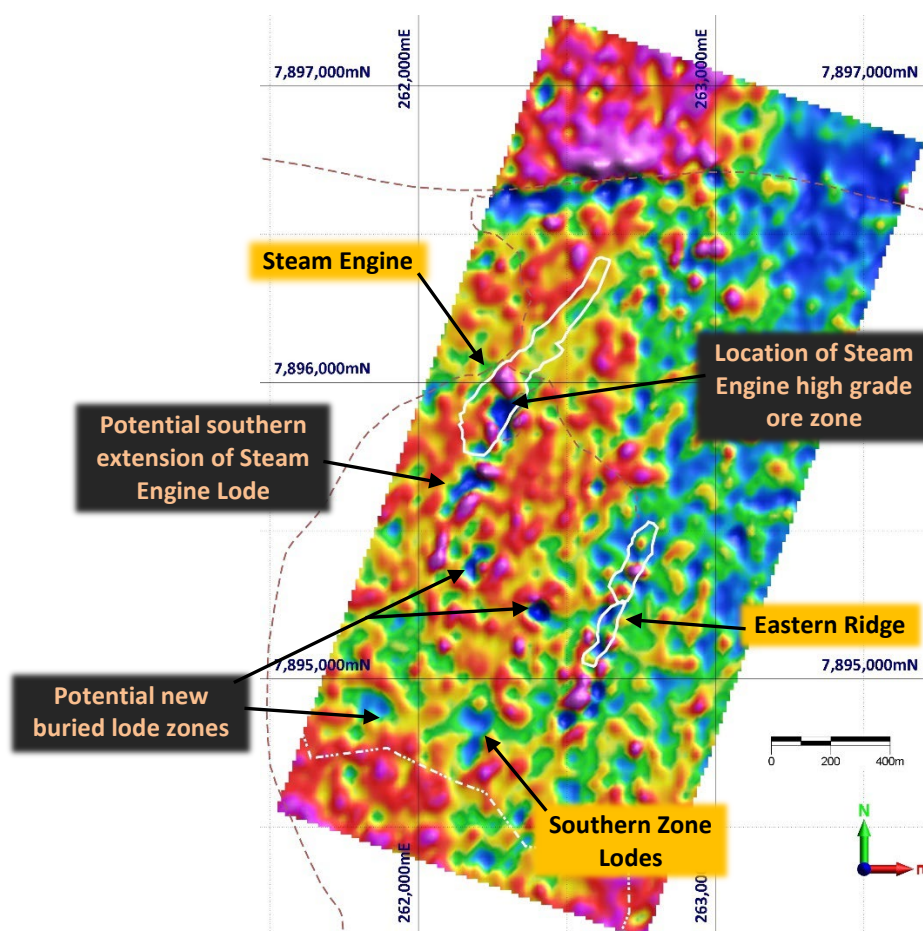 262,000mE
263,000mE
7,897,000mN
7,897,000mN
Steam Engine
7,896,000mN
Location of Steam
Engine high grade
ore zone
Potential southern
extension of Steam
Engine Lode
Eastern Ridge
7,895,000mN
7,895,000mN
Potential new
buried lode zones
0
200
400m
Southern Zone
Lodes
N
262,000mE